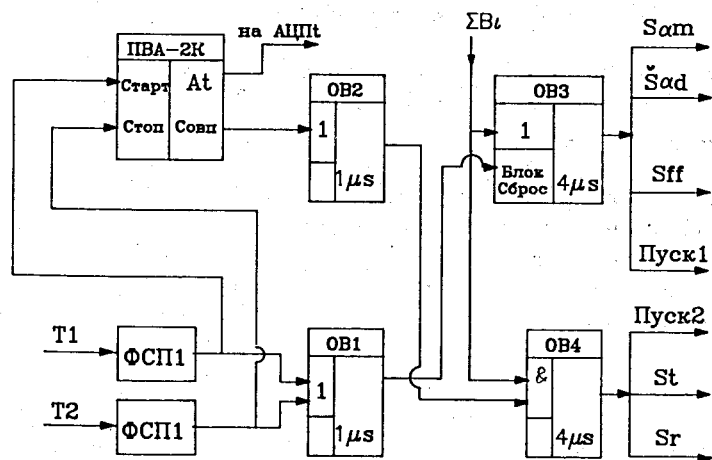 на АЦПt
ΣBι
Sαm
ПВА-2К
Старт
At
Стоп
Совп
ОВ2
1
1μs
ОВ3
1
Блок
Сброс
4μs
Šαd
Sff
Пуск1
T1
ФСП1
T2
ФСП1
ОВ1
1
1μs
ОВ4
&
4μs
Пуск2
St
Sr